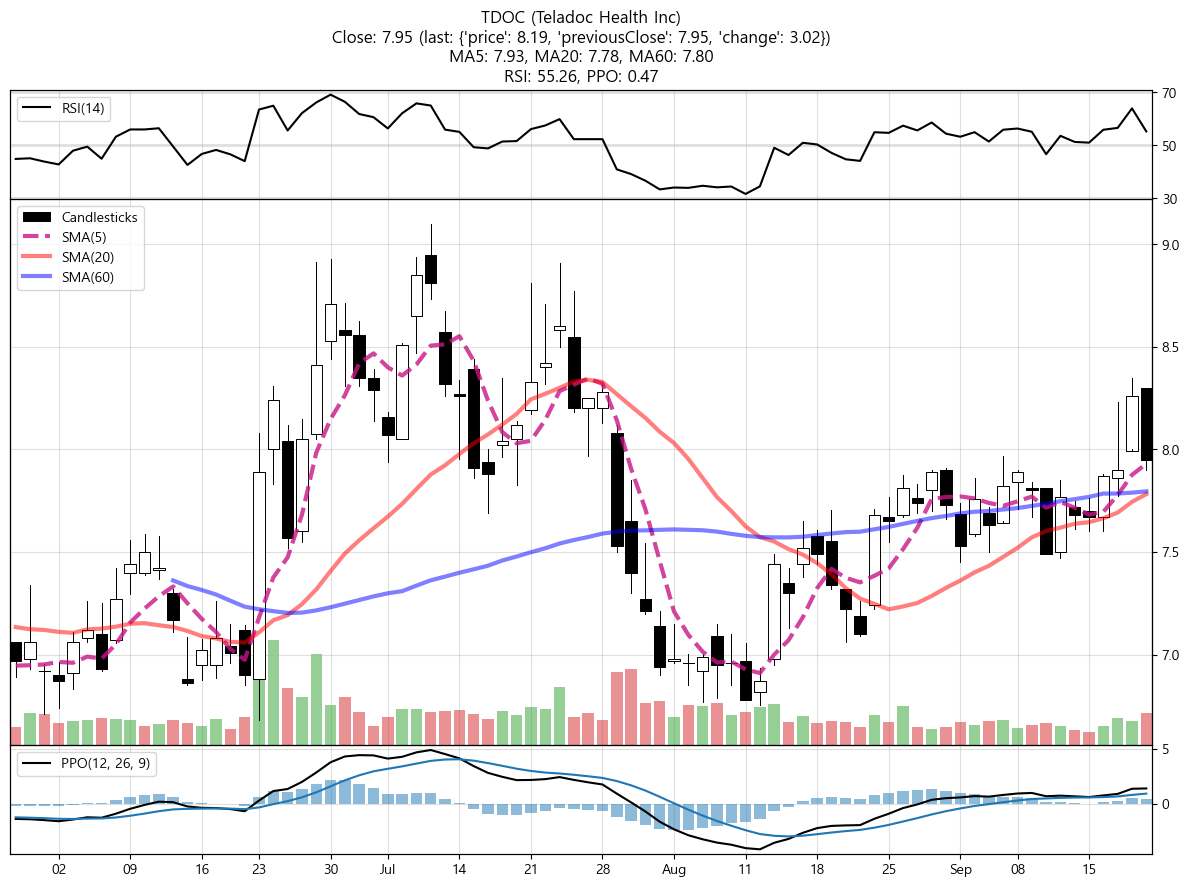 TDOC (Teladoc Health Inc)
Close: 7.95 (last: {'price': 8.19, 'previousClose': 7.95, 'change': 3.02})
MA5: 7.93, MA20: 7.78, MA60: 7.80
RSI: 55.26, PPO: 0.47
RSI(14)
70
50
30
Candlesticks
SMA(5)
SMA(20)
SMA(60)
9.0
8.5
8.0
7.5
7.0
PPO(12, 26, 9)
5
0
02 09 16 23 30 Jul 14 21 28 Aug 11 18 25 Sep 08 15